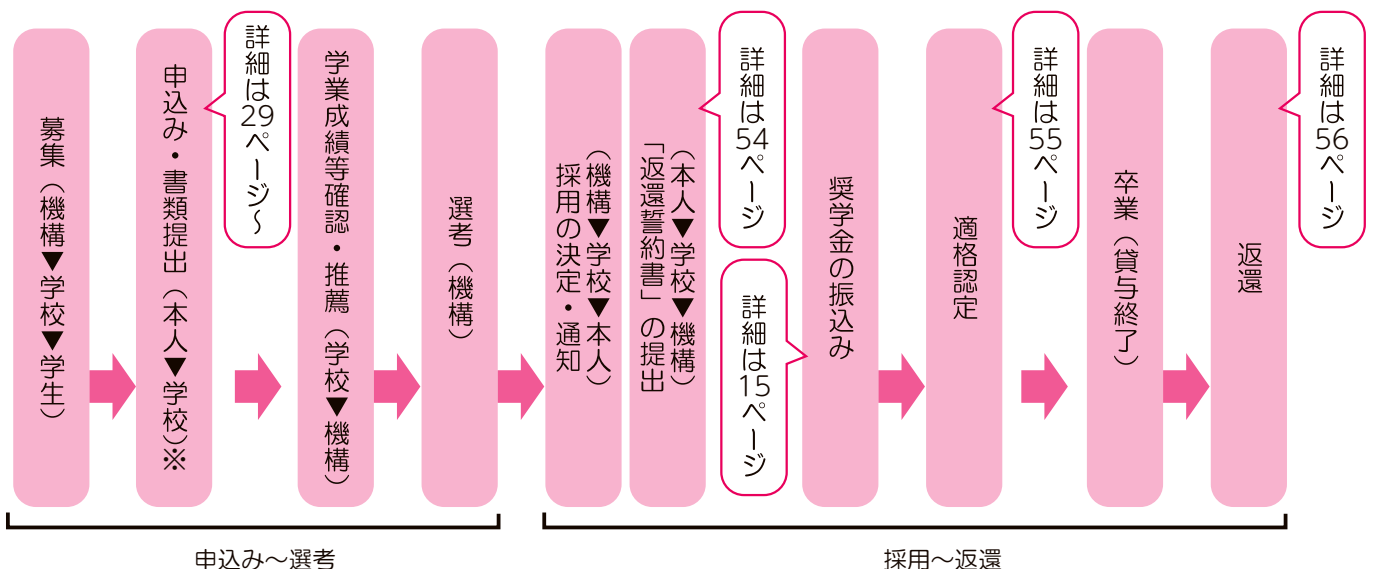 募集（機構▼学校▼学生）
申込み・書類提出（本人▼学校）※
詳細は29ページ～
学業成績等確認・推薦（学校▼機構）
選考（機構）
採用の決定・通知
（機構▼学校▼本人）
「返還誓約書」の提出
（本人▼学校▼機構）
詳細は54ページ
詳細は15ページ
奨学金の振込み
適格認定
詳細は55ページ
卒業（貸与終了）
返還
詳細は56ページ
申込み～選考
採用～返還